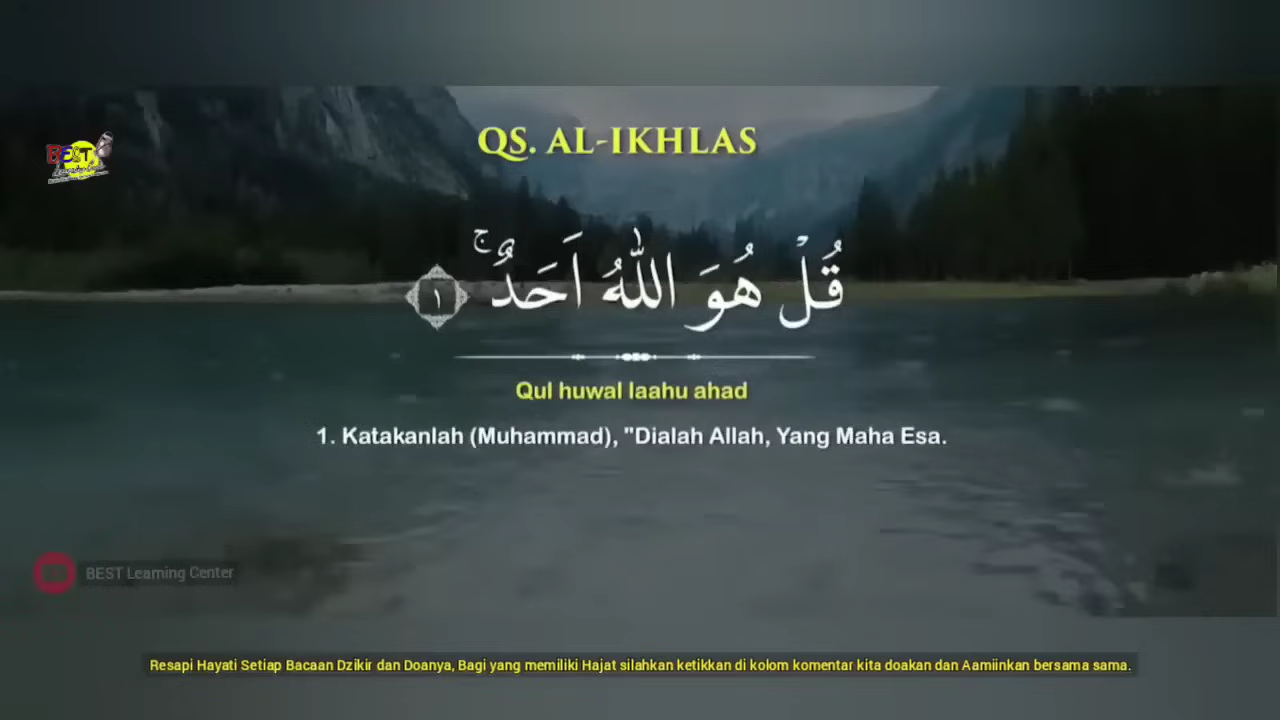 QS. AL-IKHLAS
BEST
قُلْ هُوَ اللّٰهُ اَحَدٌۚ ١
Qul huwal laahu ahad
1. Katakanlah (Muhammad), "Dialah Allah, Yang Maha Esa.
BEST Learning Center
Resapi Hayati Setiap Bacaan Dzikir dan Doanya, Bagi yang memiliki Hajat silahkan ketikkan di kolom komentar kita doakan dan Aamiinkan bersama sama.